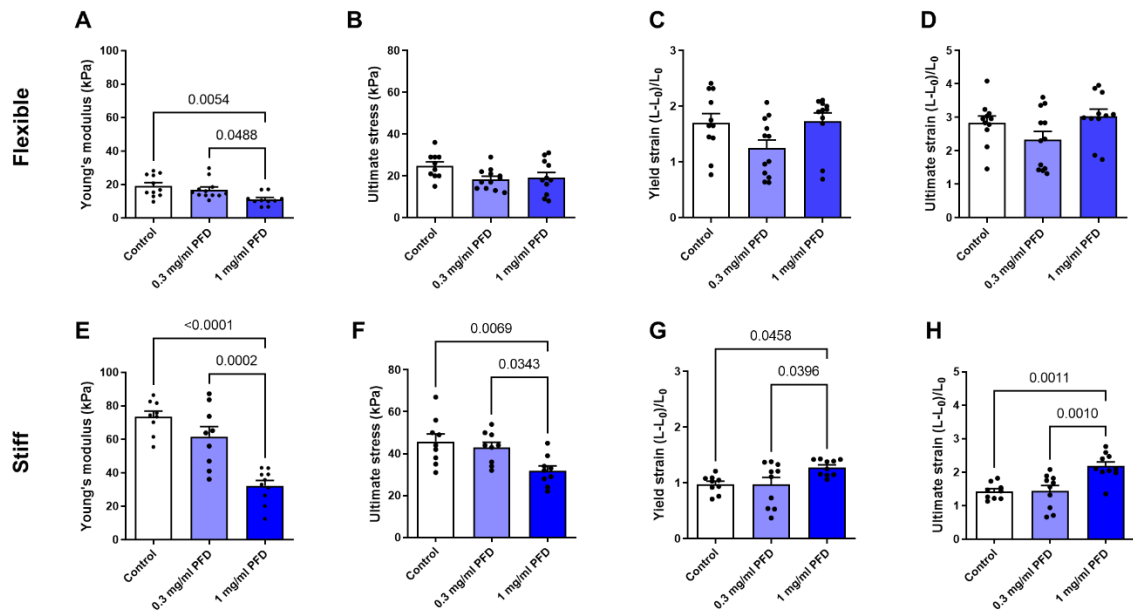 A
Young's modulus (kPa)
100
80
60
40
20
0
0.0054
0.0488
Control
0.3 mg/ml PFD
1 mg/ml PFD
B
Ultimate stress (kPa)
80
60
40
20
0
Control
0.3 mg/ml PFD
1 mg/ml PFD
C
Yield strain (L-L0)/L0
3
2
1
0
Control
0.3 mg/ml PFD
1 mg/ml PFD
D
Ultimate strain (L-L0)/L0
5
4
3
2
1
0
Control
0.3 mg/ml PFD
1 mg/ml PFD
Flexible
E
Young's modulus (kPa)
100
80
60
40
20
0
<0.0001
0.0002
Control
0.3 mg/ml PFD
1 mg/ml PFD
F
Ultimate stress (kPa)
80
60
40
20
0
0.0069
0.0343
Control
0.3 mg/ml PFD
1 mg/ml PFD
G
Yield strain (L-L0)/L0
3
2
1
0
0.0458
0.0396
Control
0.3 mg/ml PFD
1 mg/ml PFD
H
Ultimate strain (L-L0)/L0
5
4
3
2
1
0
0.0011
0.0010
Control
0.3 mg/ml PFD
1 mg/ml PFD
Stiff